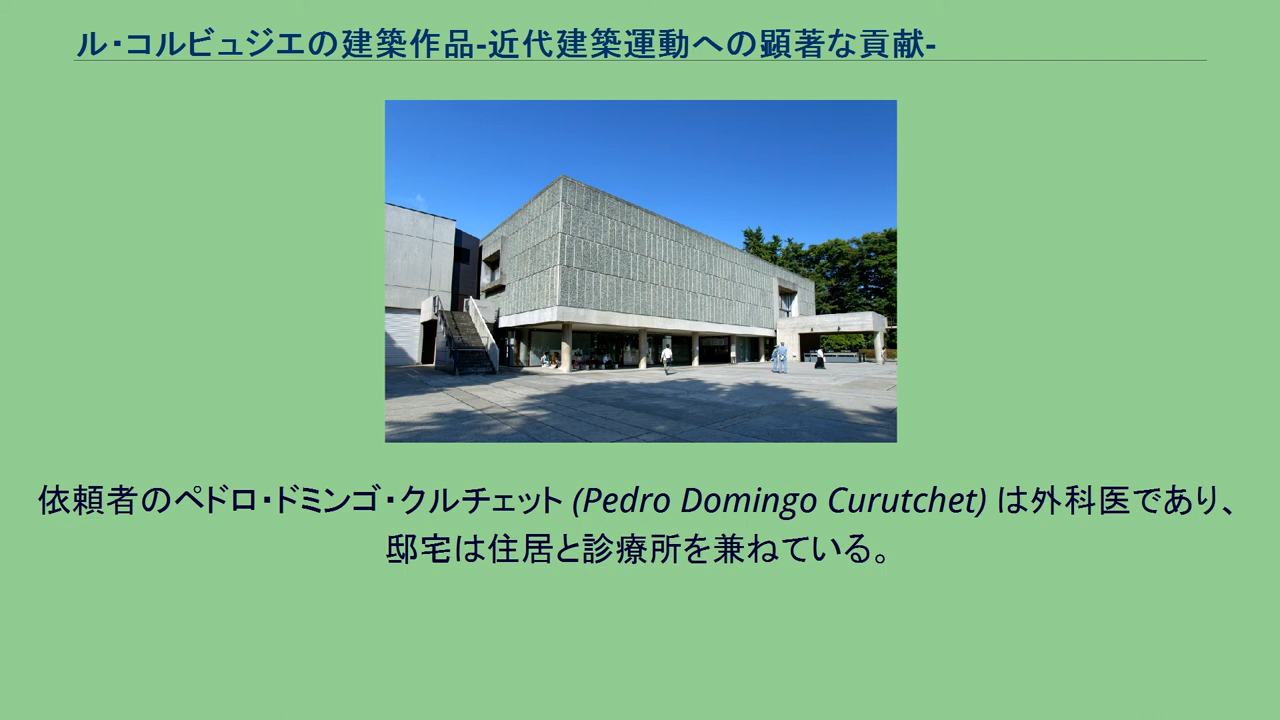 ル・コルビュジエの建築作品-近代建築運動への顕著な貢献-
依頼者のペドロ・ドミンゴ・クルチェット (Pedro Domingo Curutchet) は外科医であり、
邸宅は住居と診療所を兼ねている。